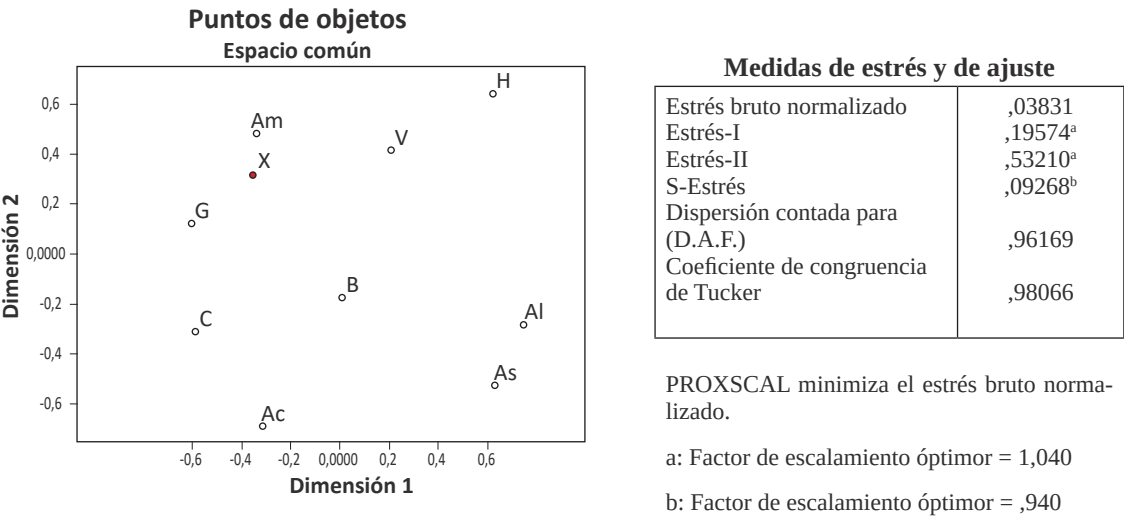 Puntos de objetos
Espacio común
H
0,6
Am
V
0,4
X
0,2
G
0,0000
B
-0,2
Al
C
-0,4
As
-0,6
Ac
-0,6
-0,4
-0,2
0,0000
0,2
0,4
0,6
Dimensión 1
Dimensión 2
Medidas de estrés y de ajuste
Estrés bruto normalizado ,03831
Estrés-I ,19574a
Estrés-II ,53210a
S-Estrés ,09268b
Dispersión contada para
(D.A.F.) ,96169
Coeficiente de congruencia
de Tucker ,98066
PROXSCAL minimiza el estrés bruto norma-
lizado.
a: Factor de escalamiento óptimor = 1,040
b: Factor de escalamiento óptimor = ,940